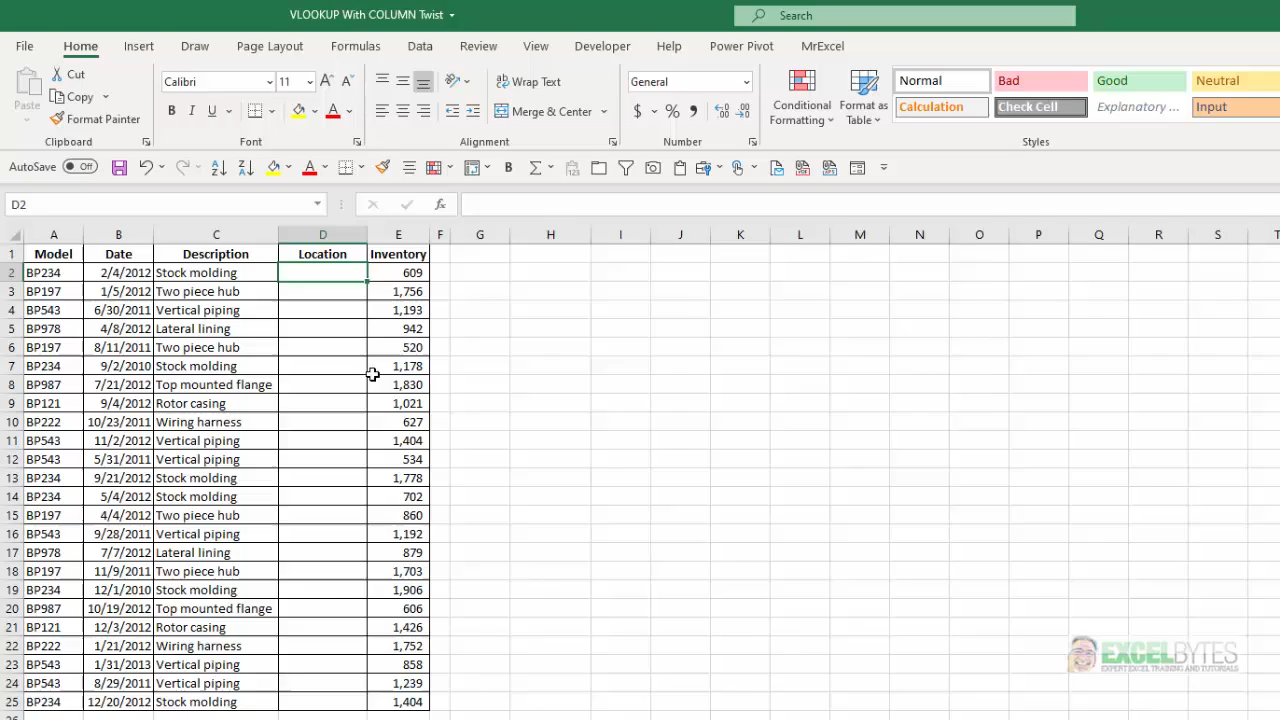 VLOOKUP With COLUMN Twist
Search
File Home Insert Draw Page Layout Formulas Data Review View Developer Help Power Pivot MrExcel
Paste
Cut
Copy
Format Painter
Clipboard
Calibri 11
B I U
Font
Wrap Text
Merge & Center
Alignment
General
$ % ,
Number
Conditional Formatting
Format as Table
Normal Bad Good Neutral
Calculation Check Cell Explanatory ... Input
Styles
AutoSave Off
D2
fx
A B C D E F G H I J K L M N O P Q R S T
1 Model Date Description Location Inventory
2 BP234 2/4/2012 Stock molding 609
3 BP197 1/5/2012 Two piece hub 1,756
4 BP543 6/30/2011 Vertical piping 1,193
5 BP978 4/8/2012 Lateral lining 942
6 BP197 8/11/2011 Two piece hub 520
7 BP234 9/2/2010 Stock molding 1,178
8 BP987 7/21/2012 Top mounted flange 1,830
9 BP121 9/4/2012 Rotor casing 1,021
10 BP222 10/23/2011 Wiring harness 627
11 BP543 11/2/2012 Vertical piping 1,404
12 BP543 5/31/2011 Vertical piping 534
13 BP234 9/21/2012 Stock molding 1,778
14 BP234 5/4/2012 Stock molding 702
15 BP197 4/4/2012 Two piece hub 860
16 BP543 9/28/2011 Vertical piping 1,192
17 BP978 7/7/2012 Lateral lining 879
18 BP197 11/9/2011 Two piece hub 1,703
19 BP234 12/1/2010 Stock molding 1,906
20 BP987 10/19/2012 Top mounted flange 606
21 BP121 12/3/2012 Rotor casing 1,426
22 BP222 1/21/2012 Wiring harness 1,752
23 BP543 1/31/2013 Vertical piping 858
24 BP543 8/29/2011 Vertical piping 1,239
25 BP234 12/20/2012 Stock molding 1,404
EXCELBYTES
EXPERT EXCEL TRAINING AND TUTORIALS